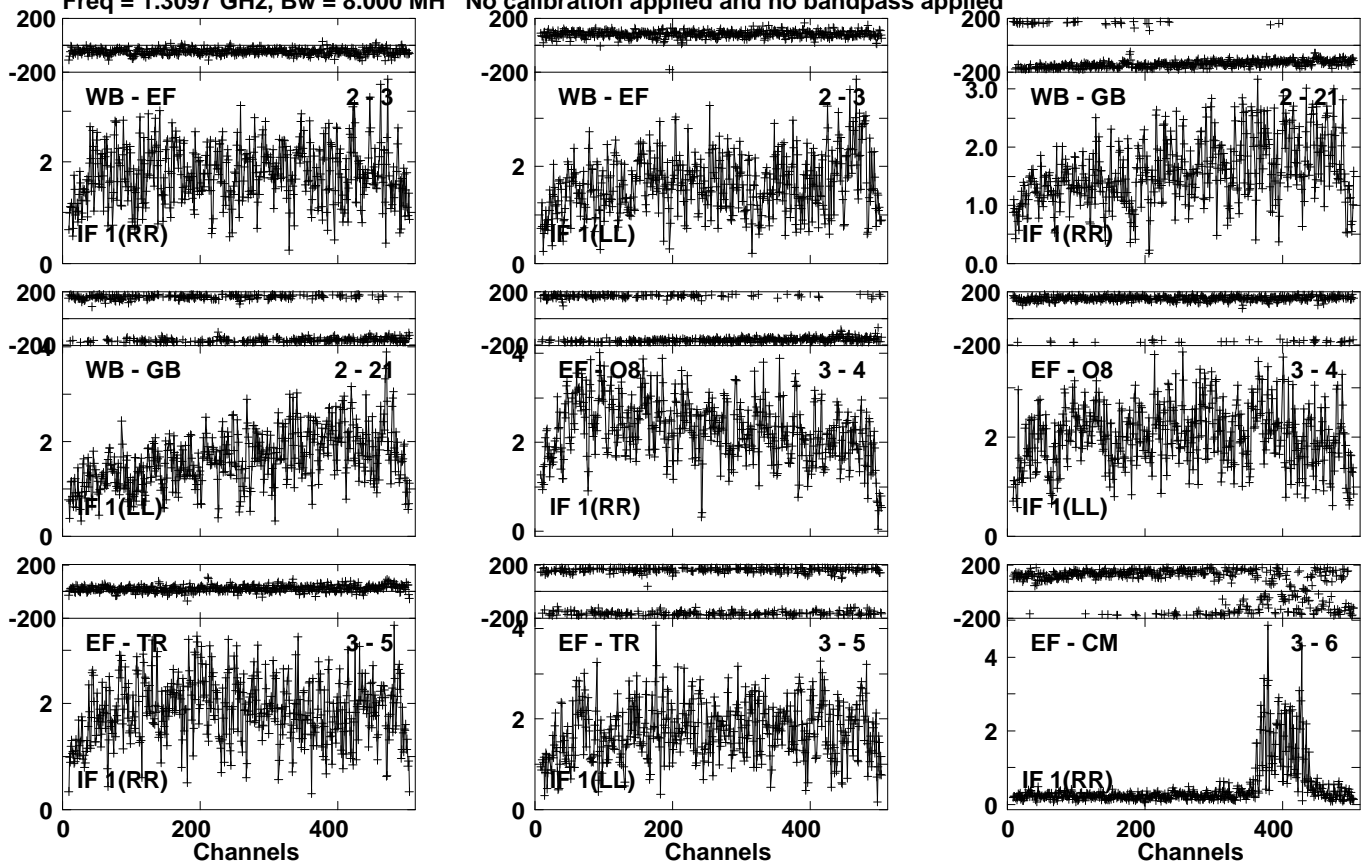 Freq = 1.3097 GHz, Bw = 8.000 MH No calibration applied and no bandpass applied
200
-200
WB - EF 2 - 3
2
IF 1(RR)
0
-200
WB - EF 2 - 3
2
IF 1(LL)
0
200
-200
3.0
WB - GB 2 - 21
2.0
1.0
IF 1(RR)
0.0
200
-200
4
WB - GB 2 - 21
2
IF 1(LL)
0
200
-200
4
EF - O8 3 - 4
2
IF 1(RR)
0
200
-200
EF - O8 3 - 4
2
IF 1(LL)
0
200
-200
EF - TR 3 - 5
2
IF 1(RR)
0
0 200 400
Channels
200
-200
4
EF - TR 3 - 5
2
IF 1(LL)
0
0 200 400
Channels
200
-200
EF - CM 3 - 6
4
2
IF 1(RR)
0
0 200 400
Channels